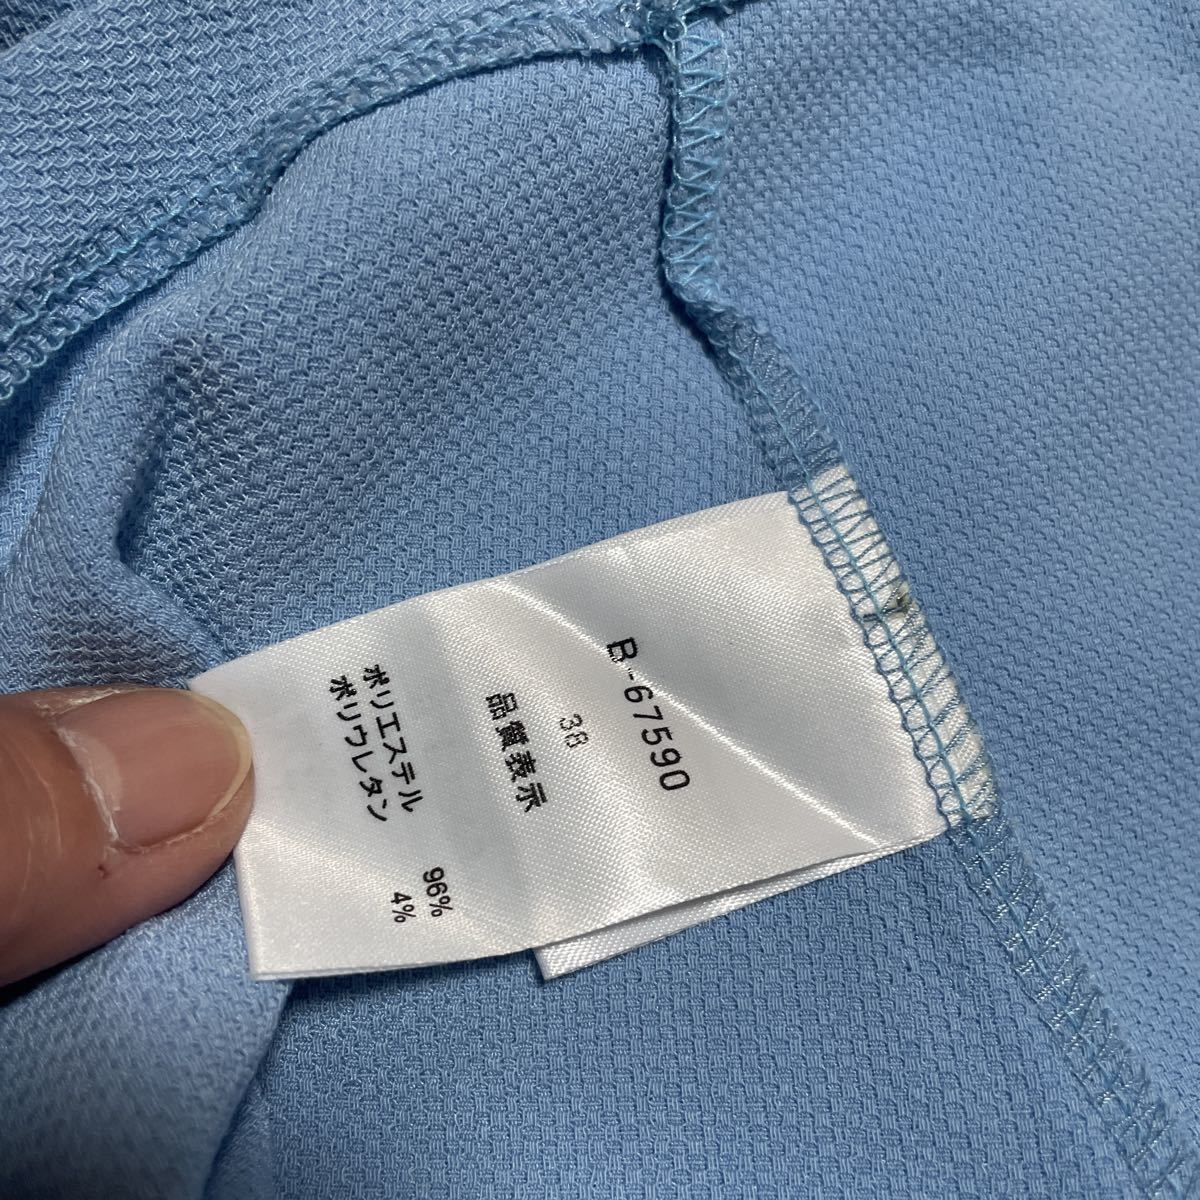 B-67590
38
品質表示
ポリエステル 96%
ポリウレタン 4%